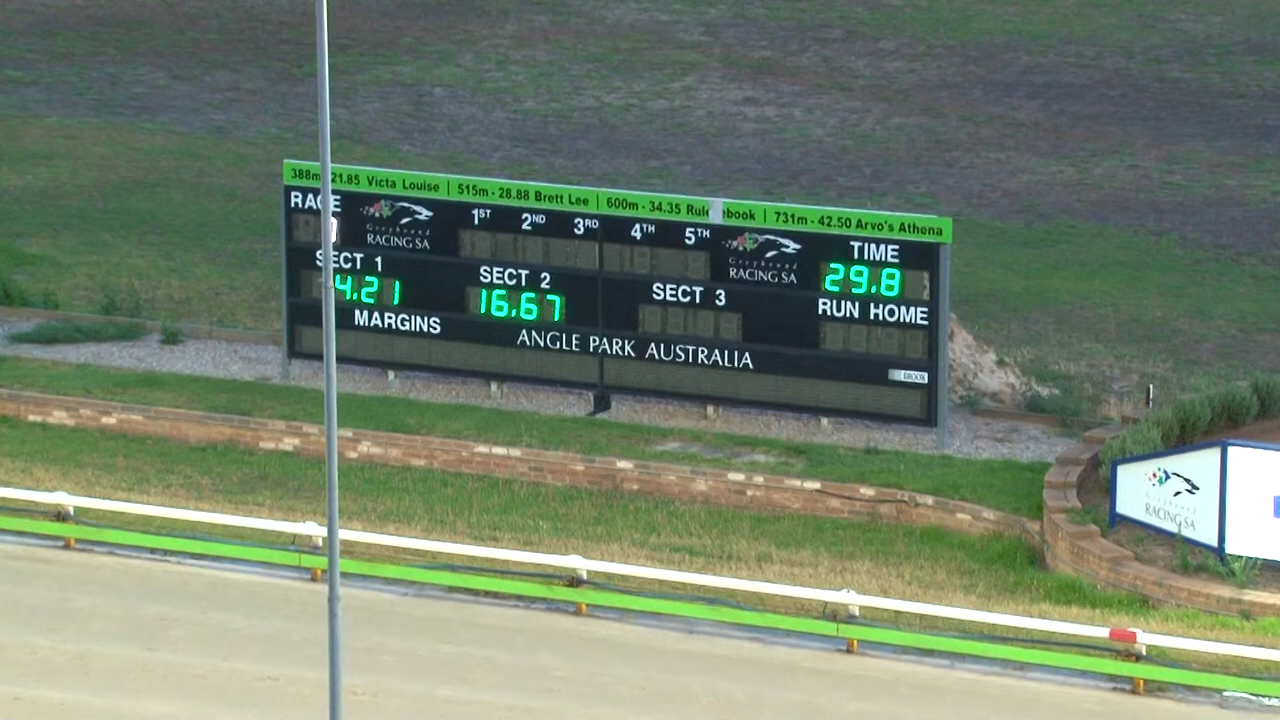 388m 21.85 Victa Louise | 515m - 28.88 Brett Lee | 600m - 34.35 Rule ebook | 731m - 42.50 Arvo's Athena
RACE
Greyhound
RACING SA
1ST 2ND 3RD 4TH 5TH
Greyhound
RACING SA
TIME
29.8
SECT 1
4.21
SECT 2
16.67
SECT 3
RUN HOME
MARGINS
ANGLE PARK AUSTRALIA
Greyhound
RACING SA